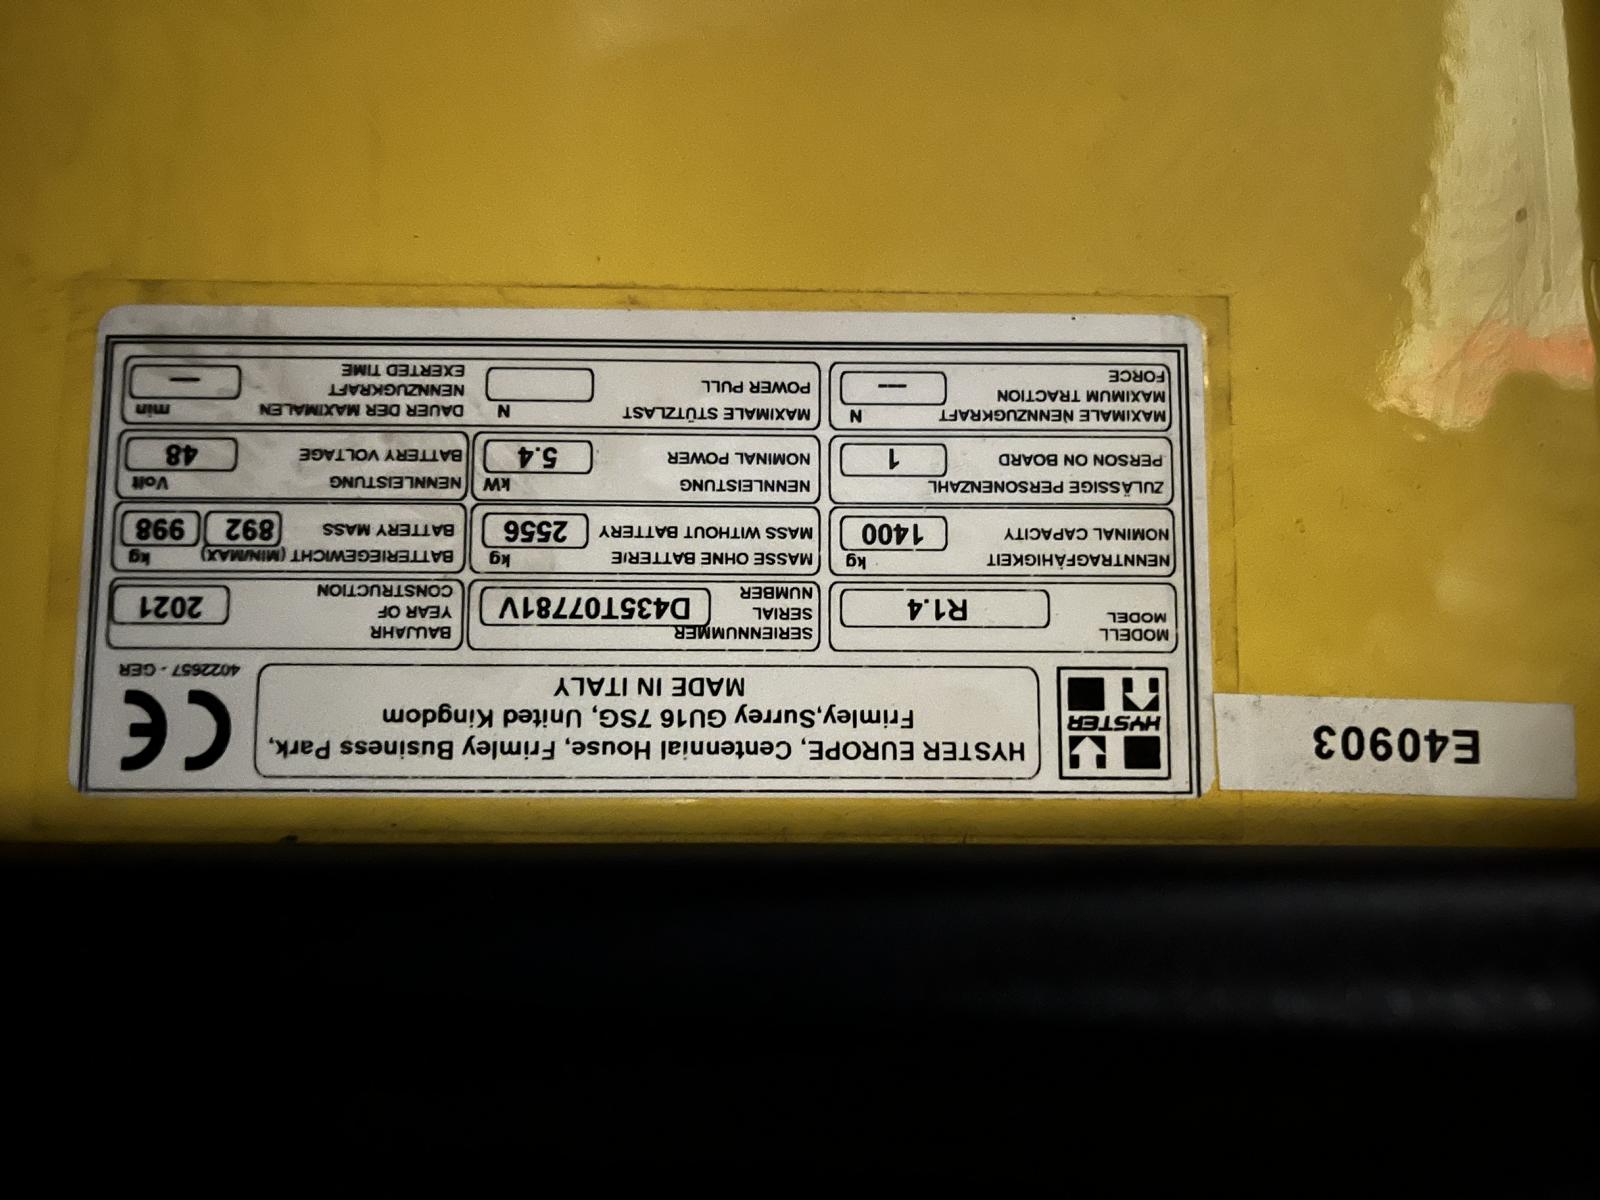 E40903
HYSTER
HYSTER EUROPE, Centennial House, Frimley Business Park,
Frimley,Surrey GU16 7SG, United Kingdom
MADE IN ITALY
CE
4022657 - GER
MODELL
MODEL
R1.4
SERIENNUMMER
SERIAL
NUMBER
D435T07781V
BAUJAHR
YEAR OF
CONSTRUCTION
2021
NENNTRAGFÄHIGKEIT kg
NOMINAL CAPACITY 1400
MASSE OHNE BATTERIE kg
MASS WITHOUT BATTERY 2556
BATTERIEGEWICHT (MIN/MAX) kg
BATTERY MASS 892 998
ZULÄSSIGE PERSONENZAHL
PERSON ON BOARD 1
NENNLEISTUNG kW
NOMINAL POWER 5.4
NENNLEISTUNG Volt
BATTERY VOLTAGE 48
MAXIMALE NENNZUGKRAFT N
MAXIMUM TRACTION
FORCE
---
MAXIMALE STÜTZLAST N
POWER PULL
DAUER DER MAXIMALEN min
NENNZUGKRAFT
EXERTED TIME
—